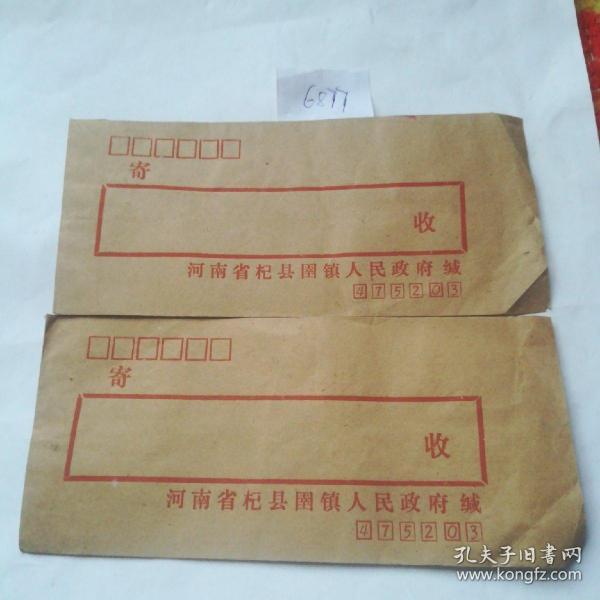 6877
寄
收
河南省杞县圉镇人民政府缄
475203
寄
收
河南省杞县圉镇人民政府缄
475203
孔夫子旧书网
www.kongfz.com